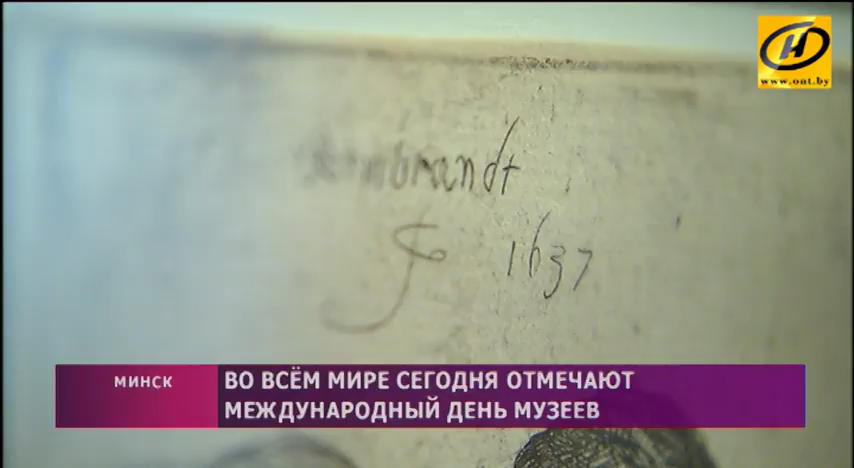 www.ont.by
Rembrandt
f 1637
МИНСК
ВО ВСЁМ МИРЕ СЕГОДНЯ ОТМЕЧАЮТ
МЕЖДУНАРОДНЫЙ ДЕНЬ МУЗЕЕВ